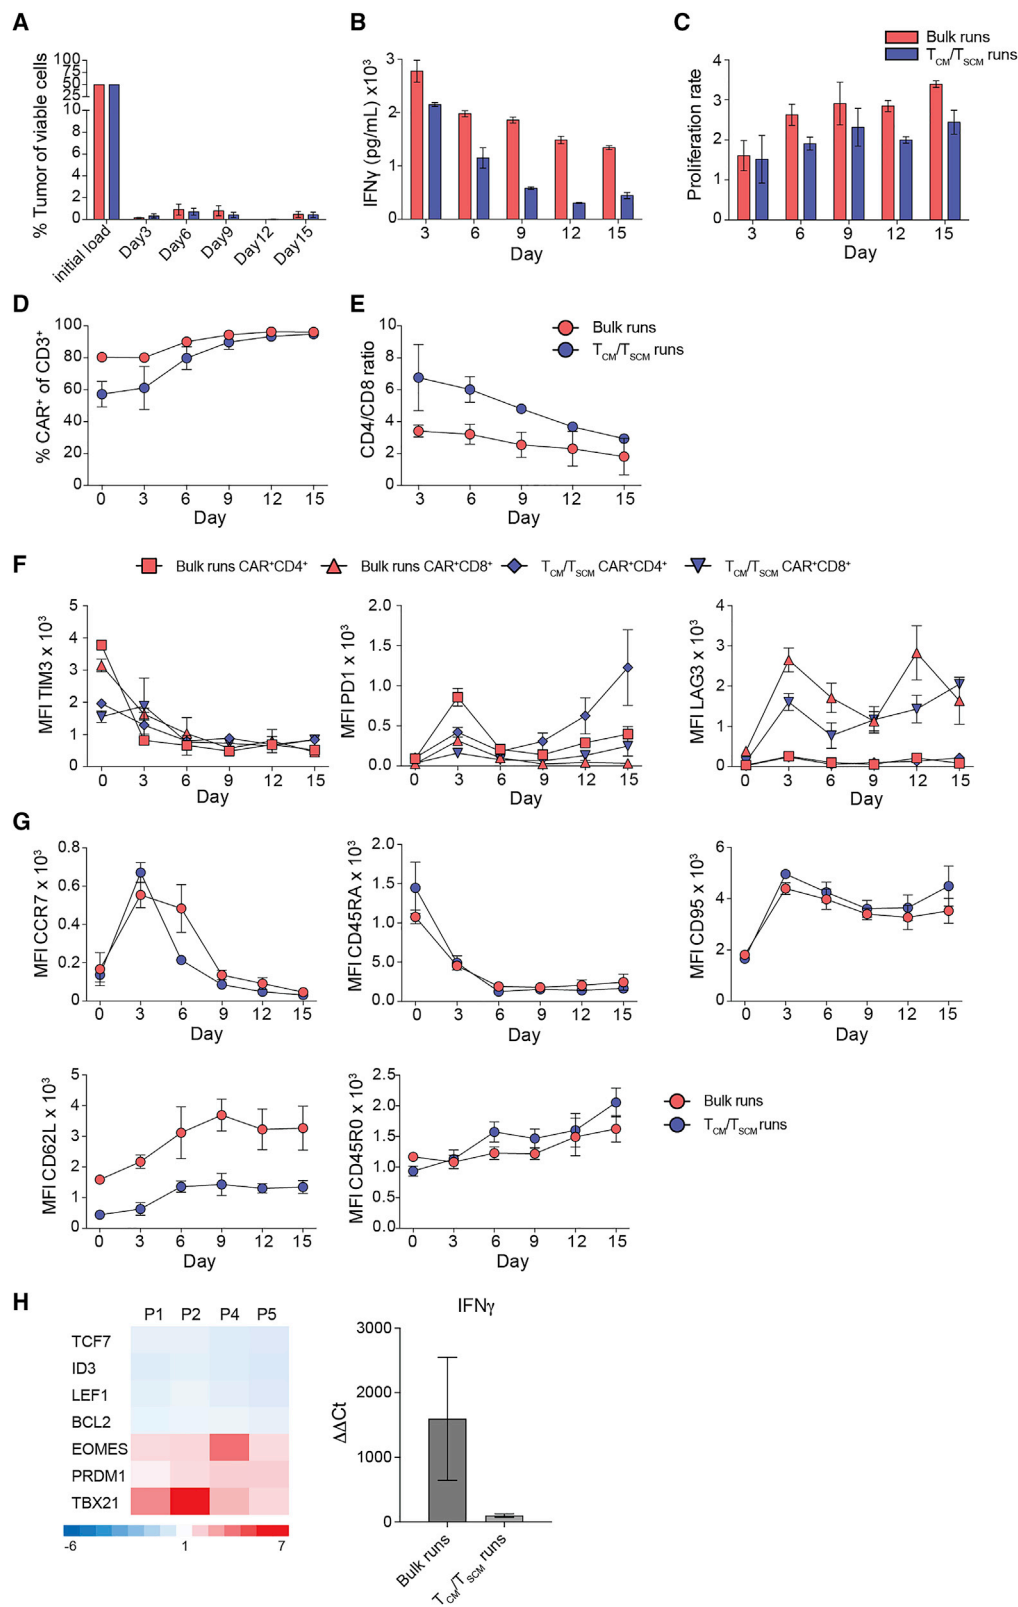 A
% Tumor of viable cells
100
75
50
25
10
8
6
4
2
0
initial load
Day3
Day6
Day9
Day12
Day15
B
IFNγ (pg/mL) x10³
3
2
1
0
3 6 9 12 15
Day
C
Bulk runs
TCM/TSCM runs
Proliferation rate
4
3
2
1
0
3 6 9 12 15
Day
D
% CAR⁺ of CD3⁺
100
80
60
40
20
0
0 3 6 9 12 15
Day
E
Bulk runs
TCM/TSCM runs
CD4/CD8 ratio
10
8
6
4
2
0
3 6 9 12 15
Day
F
Bulk runs CAR⁺CD4⁺
Bulk runs CAR⁺CD8⁺
TCM/TSCM CAR⁺CD4⁺
TCM/TSCM CAR⁺CD8⁺
MFI TIM3 x 10³
5
4
3
2
1
0
0 3 6 9 12 15
Day
MFI PD1 x 10³
2.0
1.5
1.0
0.5
0.0
0 3 6 9 12 15
Day
MFI LAG3 x 10³
4
3
2
1
0
0 3 6 9 12 15
Day
G
MFI CCR7 x 10³
0.8
0.6
0.4
0.2
0
0 3 6 9 12 15
Day
MFI CD45RA x 10³
2.0
1.5
1.0
5.0
0.0
0 3 6 9 12 15
Day
MFI CD95 x 10³
6
4
2
0
0 3 6 9 12 15
Day
MFI CD62L x 10³
5
4
3
2
1
0
0 3 6 9 12 15
Day
MFI CD45R0 x 10³
2.5
2.0
1.5
1.0
0.5
0.0
0 3 6 9 12 15
Day
Bulk runs
TCM/TSCM runs
H
P1 P2 P4 P5
TCF7
ID3
LEF1
BCL2
EOMES
PRDM1
TBX21
-6 1 7
IFNγ
ΔΔCt
3000
2000
1000
0
Bulk runs
TCM/TSCM runs